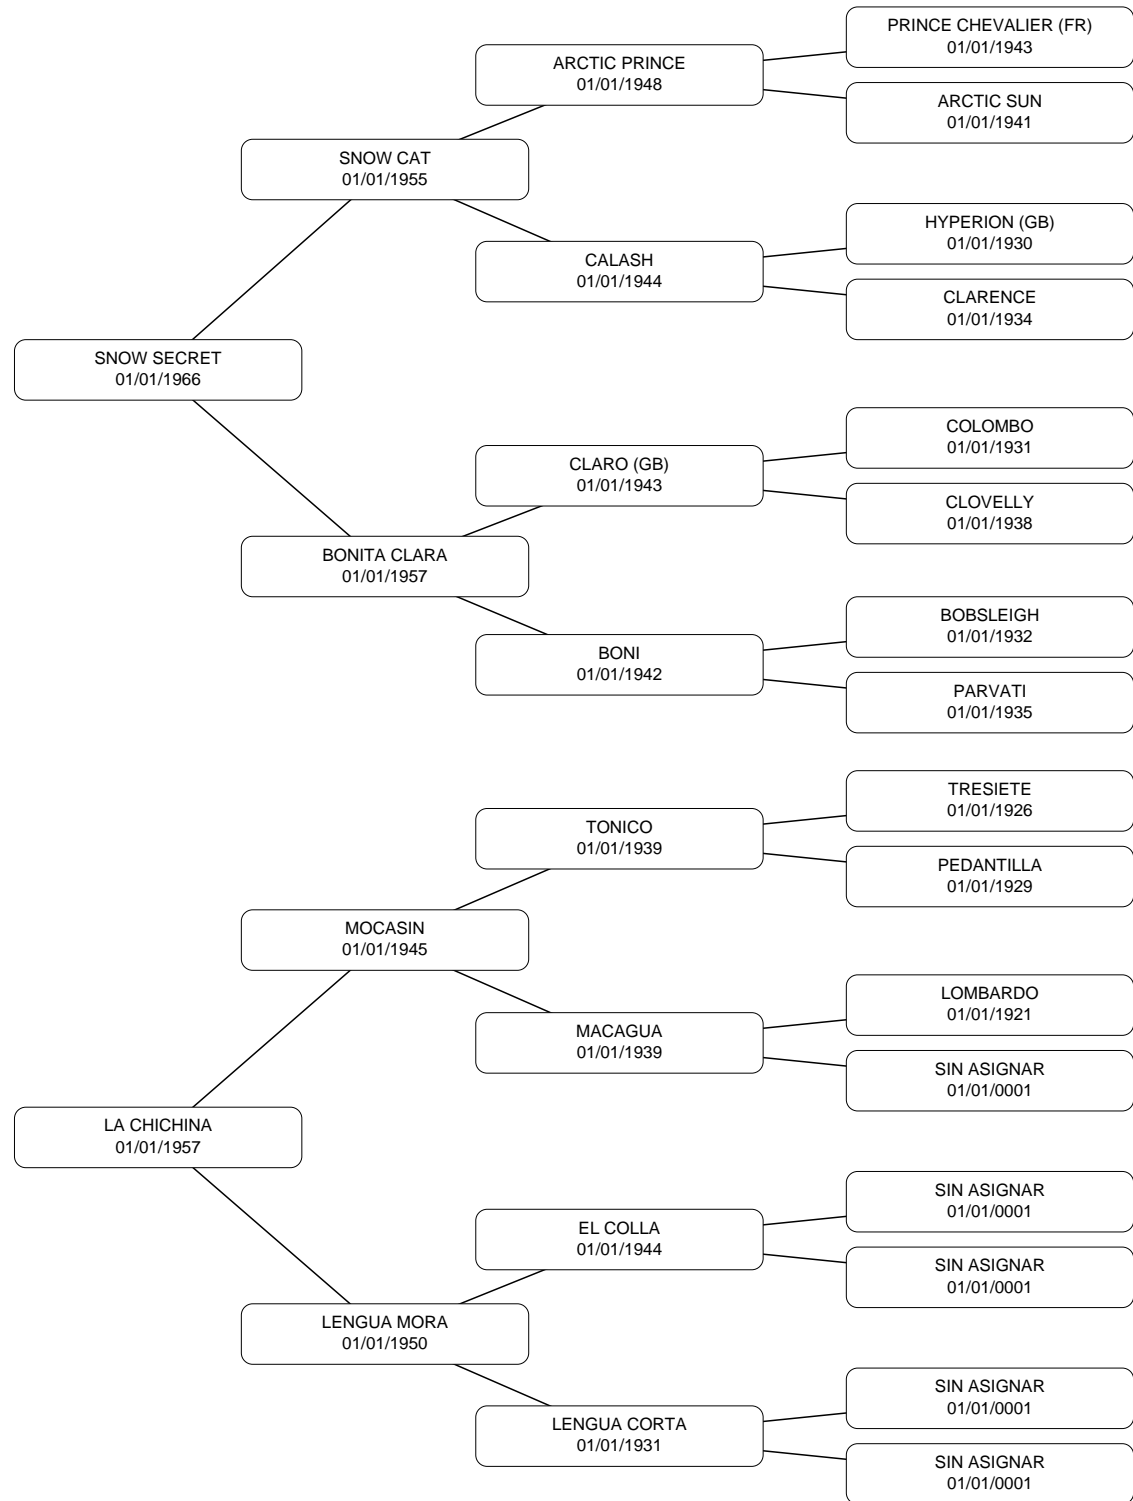 PRINCE CHEVALIER (FR)
01/01/1943
ARCTIC PRINCE
01/01/1948
ARCTIC SUN
01/01/1941
SNOW CAT
01/01/1955
HYPERION (GB)
01/01/1930
CALASH
01/01/1944
CLARENCE
01/01/1934
SNOW SECRET
01/01/1966
COLOMBO
01/01/1931
CLARO (GB)
01/01/1943
CLOVELLY
01/01/1938
BONITA CLARA
01/01/1957
BOBSLEIGH
01/01/1932
BONI
01/01/1942
PARVATI
01/01/1935
TRESIETE
01/01/1926
TONICO
01/01/1939
PEDANTILLA
01/01/1929
MOCASIN
01/01/1945
LOMBARDO
01/01/1921
MACAGUA
01/01/1939
SIN ASIGNAR
01/01/0001
LA CHICHINA
01/01/1957
SIN ASIGNAR
01/01/0001
EL COLLA
01/01/1944
SIN ASIGNAR
01/01/0001
LENGUA MORA
01/01/1950
SIN ASIGNAR
01/01/0001
LENGUA CORTA
01/01/1931
SIN ASIGNAR
01/01/0001